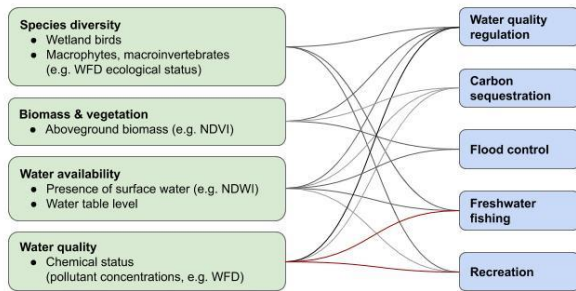 Species diversity
● Wetland birds
● Macrophytes, macroinvertebrates
(e.g. WFD ecological status)
Biomass & vegetation
● Aboveground biomass (e.g. NDVI)
Water availability
● Presence of surface water (e.g. NDWI)
● Water table level
Water quality
● Chemical status
(pollutant concentrations, e.g. WFD)
Water quality
regulation
Carbon
sequestration
Flood control
Freshwater
fishing
Recreation